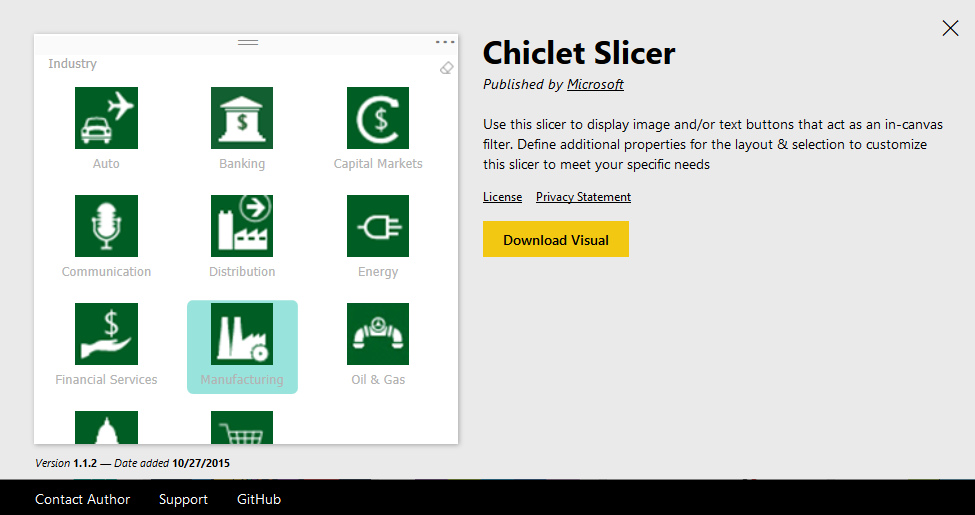 Industry
Auto
Banking
Capital Markets
Communication
Distribution
Energy
Financial Services
Manufacturing
Oil & Gas
Version 1.1.2 — Date added 10/27/2015
Chiclet Slicer
Published by Microsoft
Use this slicer to display image and/or text buttons that act as an in-canvas
filter. Define additional properties for the layout & selection to customize
this slicer to meet your specific needs
License Privacy Statement
Download Visual
Contact Author Support GitHub